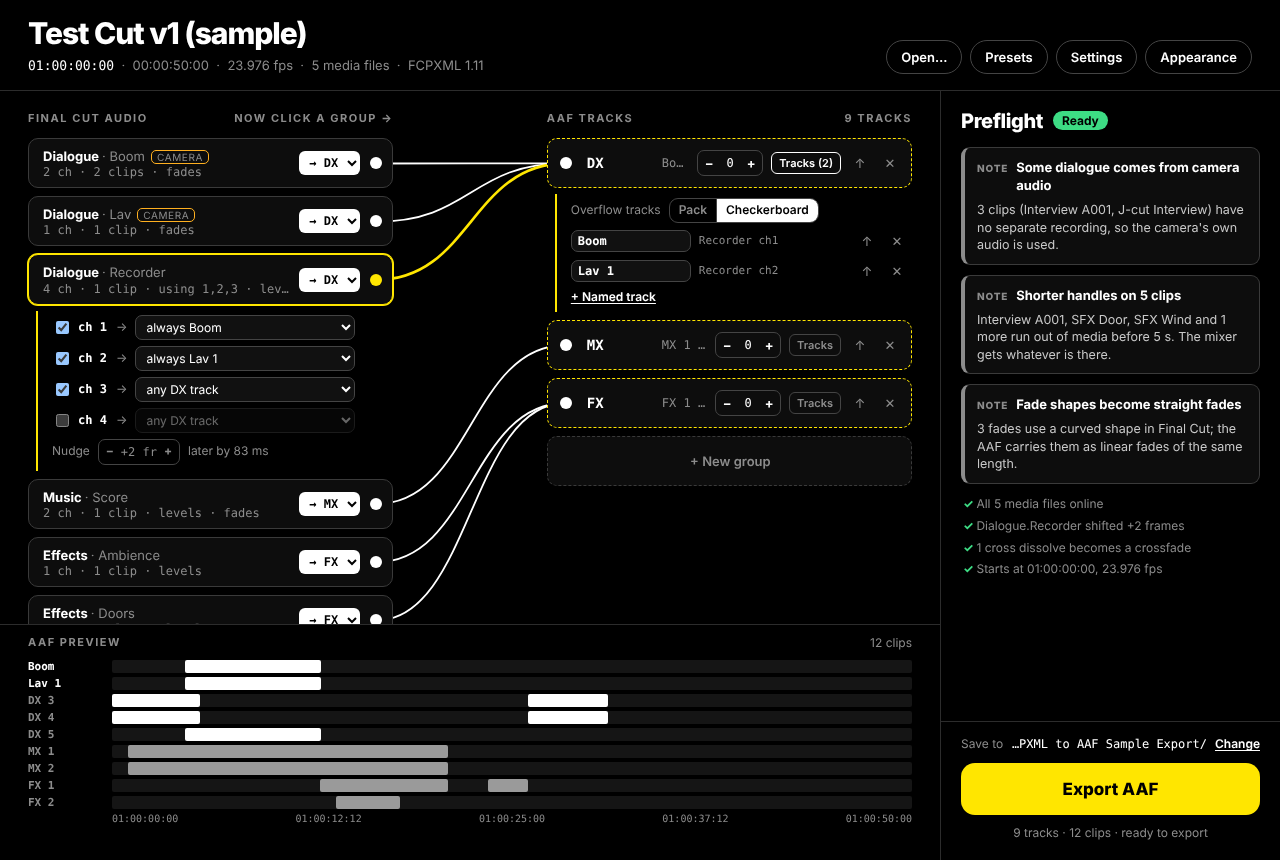 Test Cut v1 (sample)
01:00:00:00 · 00:00:50:00 · 23.976 fps · 5 media files · FCPXML 1.11
Open...
Presets
Settings
Appearance
FINAL CUT AUDIO
NOW CLICK A GROUP →
Dialogue · Boom CAMERA
2 ch · 2 clips · fades
→ DX
Dialogue · Lav CAMERA
1 ch · 1 clip · fades
→ DX
Dialogue · Recorder
4 ch · 1 clip · using 1,2,3 · lev…
→ DX
ch 1 → always Boom
ch 2 → always Lav 1
ch 3 → any DX track
ch 4 → any DX track
Nudge − +2 fr + later by 83 ms
Music · Score
2 ch · 1 clip · levels · fades
→ MX
Effects · Ambience
1 ch · 1 clip · levels
→ FX
Effects · Doors
→ FX
AAF TRACKS
9 TRACKS
DX Bo… − 0 + Tracks (2) ↑ ×
Overflow tracks Pack Checkerboard
Boom Recorder ch1 ↑ ×
Lav 1 Recorder ch2 ↑ ×
+ Named track
MX MX 1 … − 0 + Tracks ↑ ×
FX FX 1 … − 0 + Tracks ↑ ×
+ New group
Preflight Ready
NOTE Some dialogue comes from camera
audio
3 clips (Interview A001, J-cut Interview) have
no separate recording, so the camera's own
audio is used.
NOTE Shorter handles on 5 clips
Interview A001, SFX Door, SFX Wind and 1
more run out of media before 5 s. The mixer
gets whatever is there.
NOTE Fade shapes become straight fades
3 fades use a curved shape in Final Cut; the
AAF carries them as linear fades of the same
length.
✓ All 5 media files online
✓ Dialogue.Recorder shifted +2 frames
✓ 1 cross dissolve becomes a crossfade
✓ Starts at 01:00:00:00, 23.976 fps
AAF PREVIEW
12 clips
Boom
Lav 1
DX 3
DX 4
DX 5
MX 1
MX 2
FX 1
FX 2
01:00:00:00 01:00:12:12 01:00:25:00 01:00:37:12 01:00:50:00
Save to …PXML to AAF Sample Export/ Change
Export AAF
9 tracks · 12 clips · ready to export